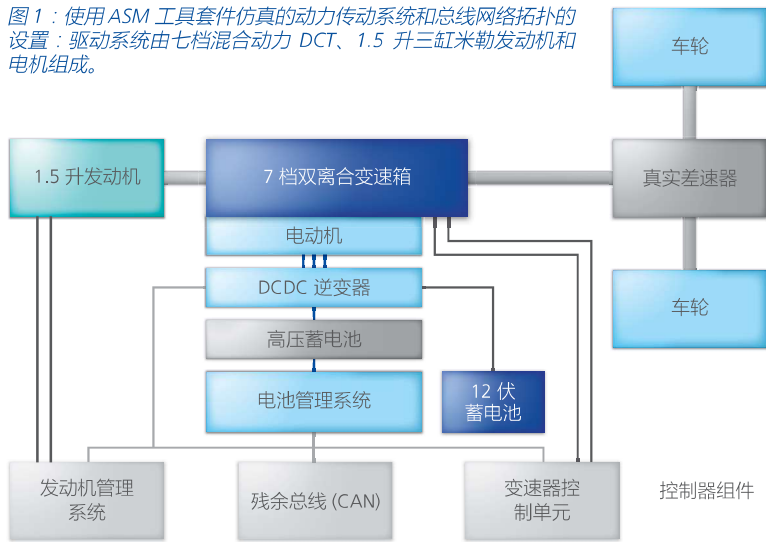 图1：使用ASM工具套件仿真的动力传动系统和总线网络拓扑的
设置：驱动系统由七档混合动力 DCT、1.5 升三缸米勒发动机和
电机组成。
车轮
1.5 升发动机
7 档双离合变速箱
真实差速器
电动机
DCDC 逆变器
车轮
高压蓄电池
电池管理系统
12 伏
蓄电池
发动机管理
系统
残余总线 (CAN)
变速器控
制单元
控制器组件